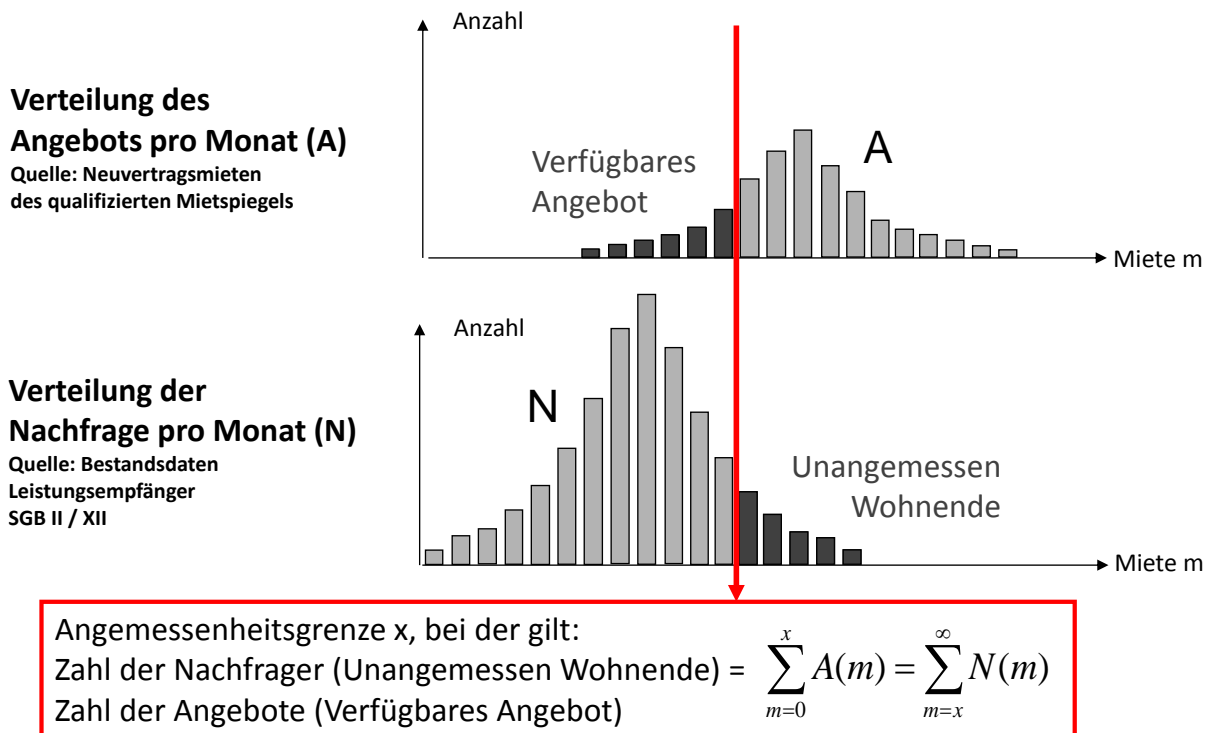 Anzahl
Verteilung des
Angebots pro Monat (A)
Quelle: Neuvertragsmieten
des qualifizierten Mietspiegels
Verfügbares
Angebot
A
Miete m
Anzahl
Verteilung der
Nachfrage pro Monat (N)
Quelle: Bestandsdaten
Leistungsempfänger
SGB II / XII
N
Unangemessen
Wohnende
Miete m
Angemessenheitsgrenze x, bei der gilt:
Zahl der Nachfrager (Unangemessen Wohnende) =
Zahl der Angebote (Verfügbares Angebot)
x ∞
∑ A(m) = ∑ N(m)
m=0 m=x